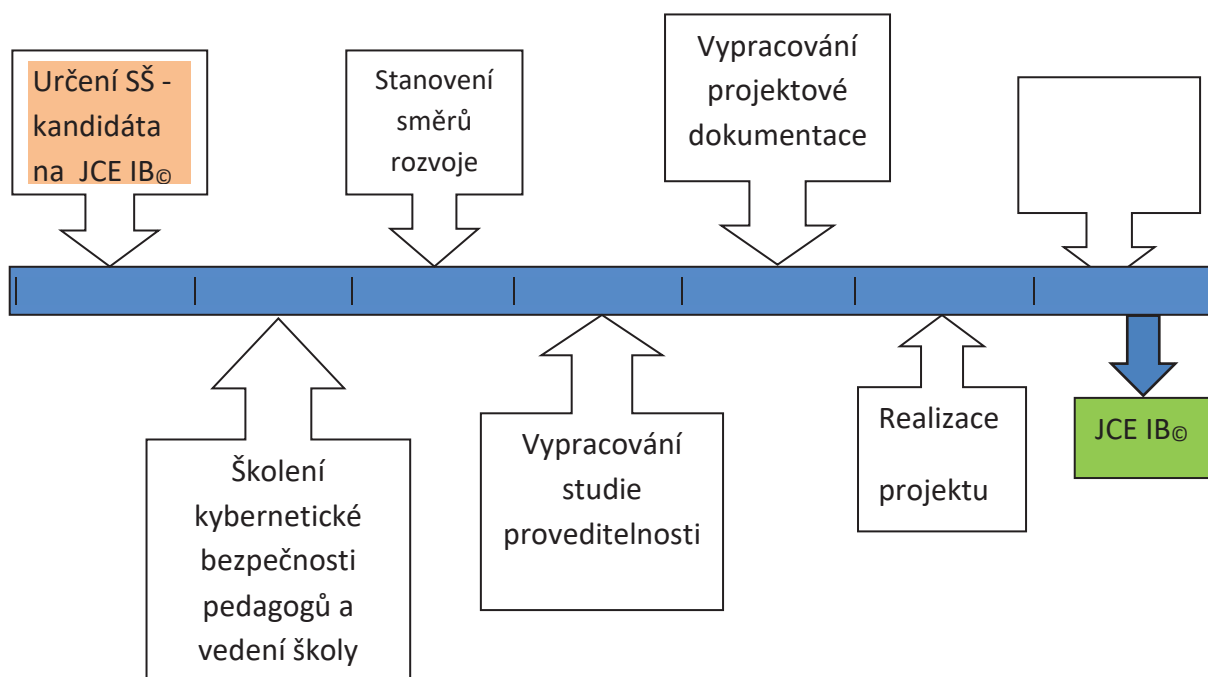 Určení SŠ -
kandidáta
na JCE IB©
Stanovení
směrů
rozvoje
Vypracování
projektové
dokumentace
Školení
kybernetické
bezpečnosti
pedagogů a
vedení školy
Vypracování
studie
proveditelnosti
Realizace
projektu
JCE IB©